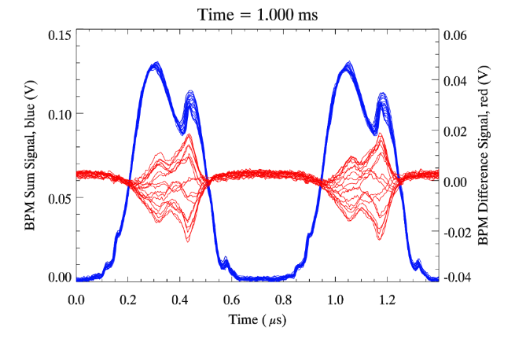 Time = 1.000 ms
0.15
0.10
0.05
0.00
BPM Sum Signal, blue (V)
0.06
0.04
0.02
0.00
-0.02
-0.04
BPM Difference Signal, red (V)
0.0 0.2 0.4 0.6 0.8 1.0 1.2
Time ( μs)